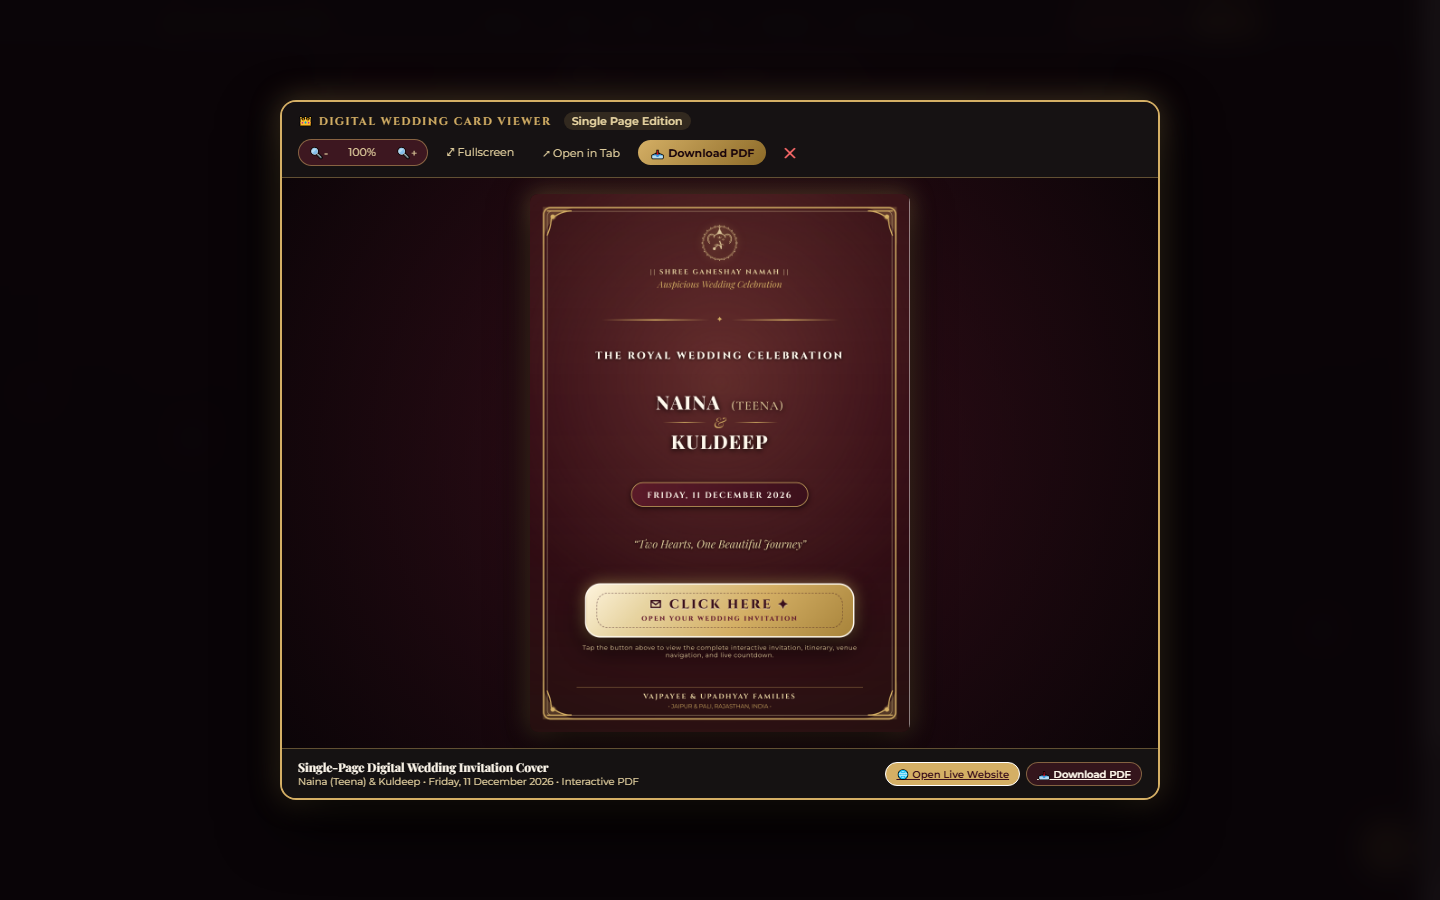 DIGITAL WEDDING CARD VIEWER Single Page Edition
- 100% + Fullscreen Open in Tab Download PDF
|| SHREE GANESHAY NAMAH ||
Auspicious Wedding Celebration
THE ROYAL WEDDING CELEBRATION
NAINA (TEENA)
&
KULDEEP
FRIDAY, 11 DECEMBER 2026
“Two Hearts, One Beautiful Journey”
CLICK HERE
OPEN YOUR WEDDING INVITATION
Tap the button above to view the complete interactive invitation, itinerary, venue
navigation, and live countdown.
VAJPAYEE & UPADHYAY FAMILIES
· JAIPUR & PALI, RAJASTHAN, INDIA ·
Single-Page Digital Wedding Invitation Cover
Naina (Teena) & Kuldeep • Friday, 11 December 2026 • Interactive PDF
Open Live Website Download PDF